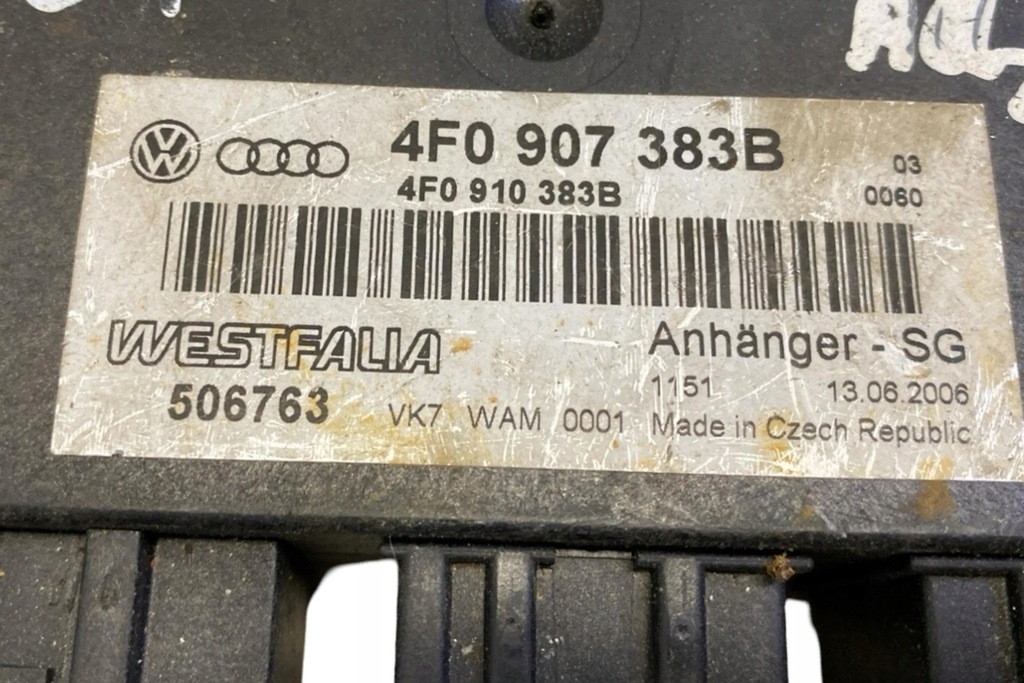 4F0 907 383B
03
4F0 910 383B
0060
WESTFALIA
Anhänger - SG
506763
1151
13.06.2006
VK7 WAM 0001
Made in Czech Republic